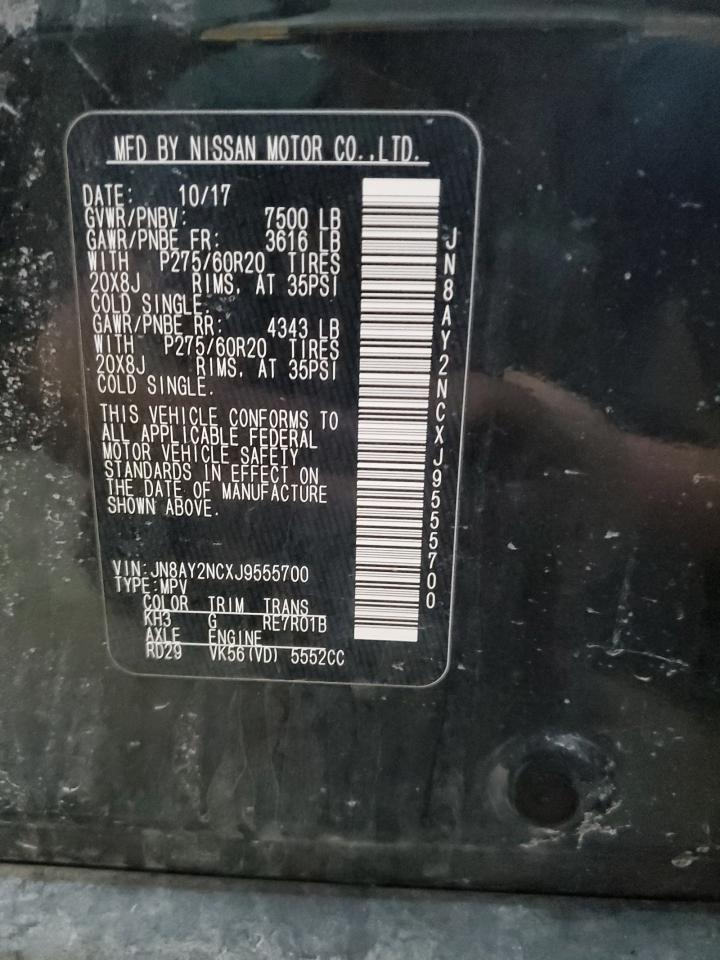 MFD BY NISSAN MOTOR CO.,LTD.
DATE: 10/17
GVWR/PNBV: 7500 LB
GAWR/PNBE FR: 3616 LB
WITH P275/60R20 TIRES
20X8J RIMS, AT 35PSI
COLD SINGLE.
GAWR/PNBE RR: 4343 LB
WITH P275/60R20 TIRES
20X8J RIMS, AT 35PSI
COLD SINGLE.
THIS VEHICLE CONFORMS TO
ALL APPLICABLE FEDERAL
MOTOR VEHICLE SAFETY
STANDARDS IN EFFECT ON
THE DATE OF MANUFACTURE
SHOWN ABOVE.
VIN:JN8AY2NCXJ9555700
TYPE:MPV
COLOR TRIM TRANS
KH3 G RE7R01B
AXLE ENGINE
RD29 VK56(VD) 5552CC
JN8AY2NCXJ9555700